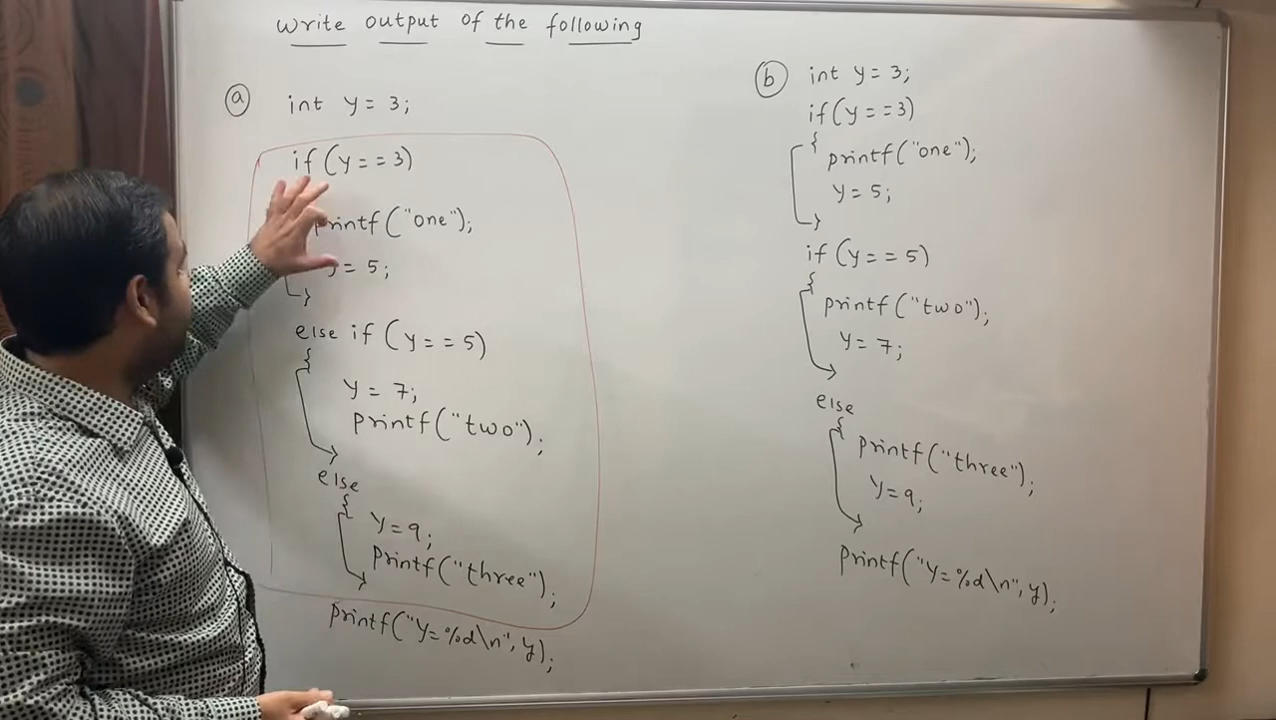 Write output of the following
(a) int y = 3;
if (y == 3)
printf("one");
y = 5;
}
else if (y == 5)
{
y = 7;
printf("two");
}
else
{
y = 9;
printf("three");
}
printf("y=%d\n", y);
(b) int y = 3;
if (y == 3)
{
printf("one");
y = 5;
}
if (y == 5)
{
printf("two");
y = 7;
}
else
{
printf("three");
y = 9;
}
printf("y=%d\n", y);